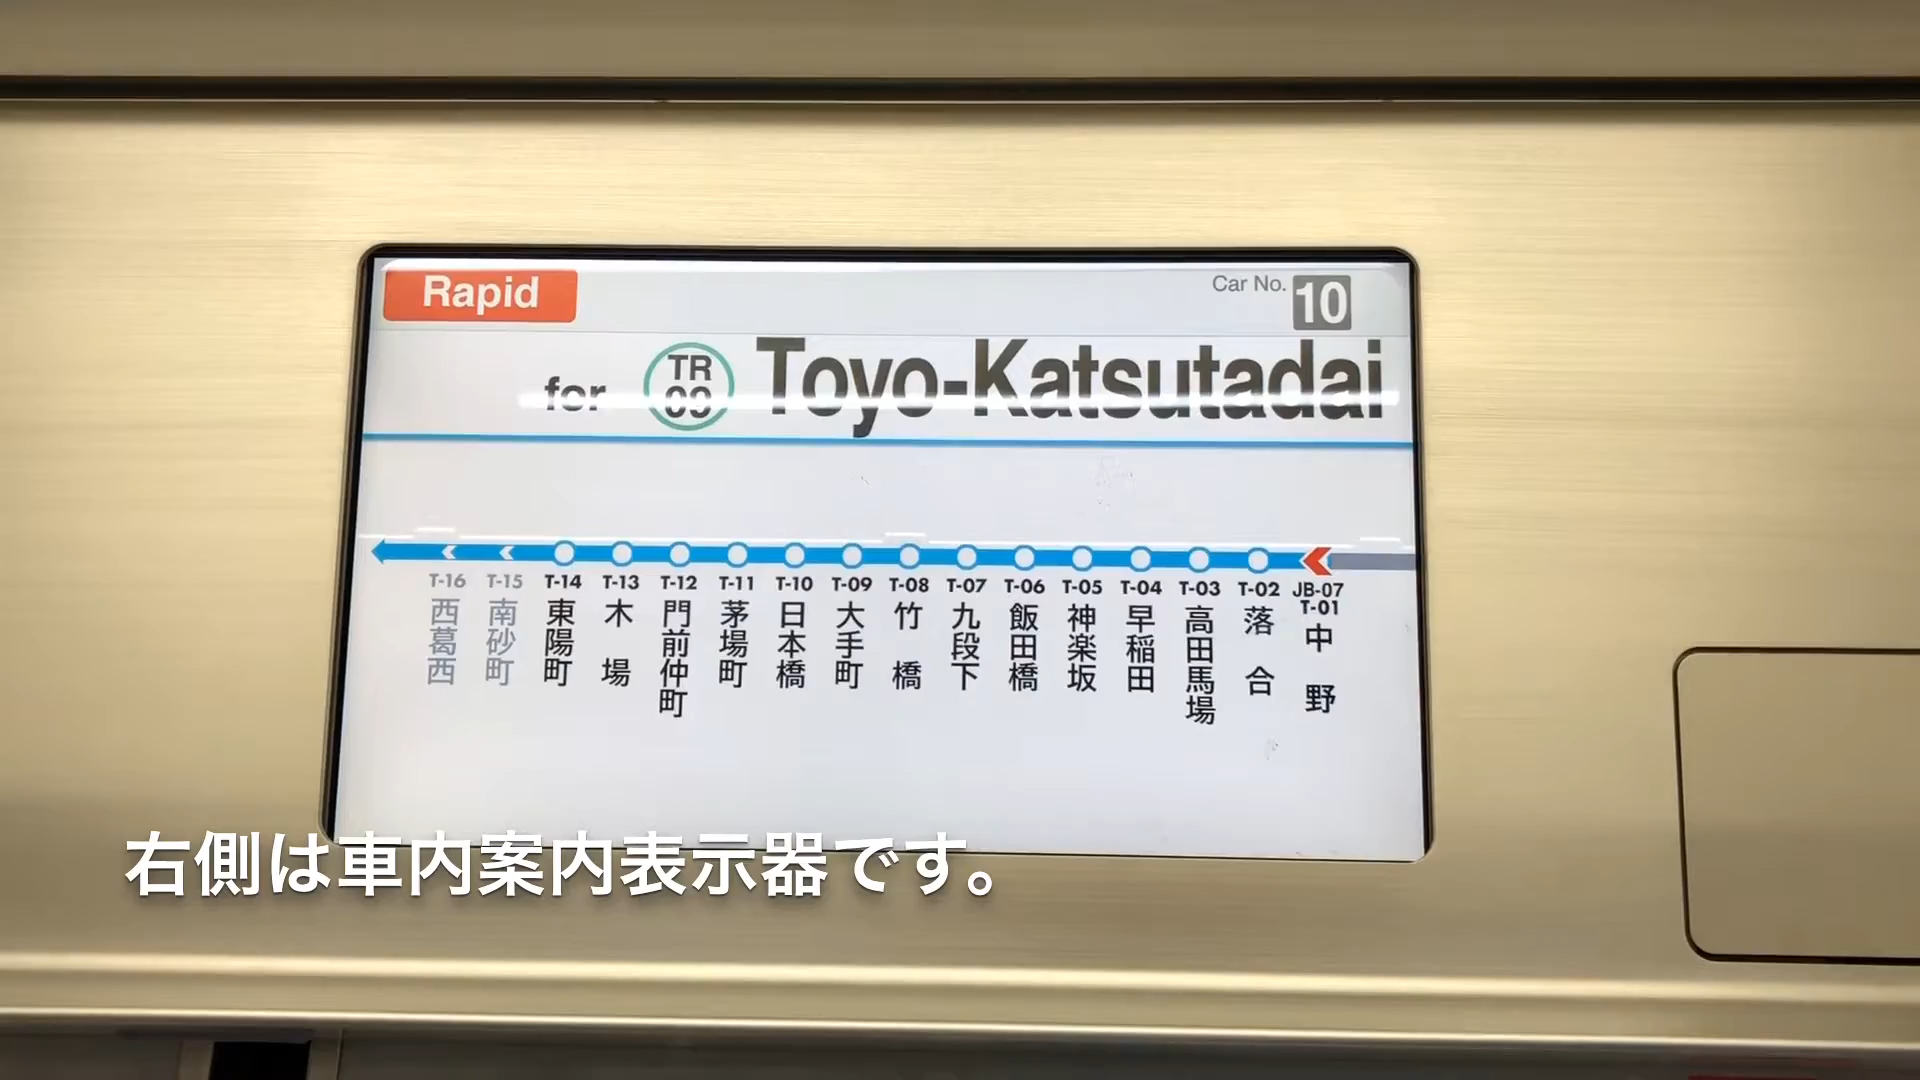 Rapid
Car No. 10
for TR 09 Toyo-Katsutadai
T-16 T-15 T-14 T-13 T-12 T-11 T-10 T-09 T-08 T-07 T-06 T-05 T-04 T-03 T-02 JB-07
T-01
西葛西 南砂町 東陽町 木場 門前仲町 茅場町 日本橋 大手町 竹橋 九段下 飯田橋 神楽坂 早稲田 高田馬場 落合 中野
右側は車内案内表示器です。